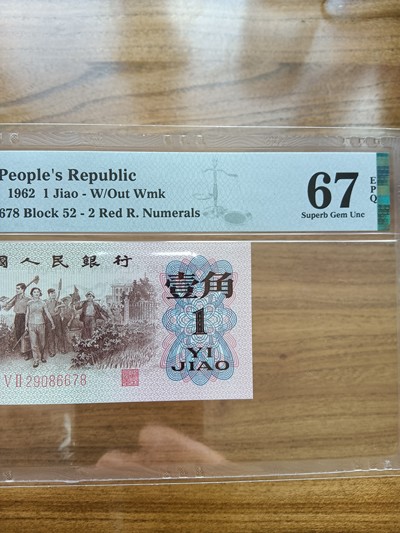 People's Republic
1962 1 Jiao - W/Out Wmk
678 Block 52 - 2 Red R. Numerals
67
EPQ
Superb Gem Unc
國人民銀行
壹角
1
YI
JIAO
VII 29086678